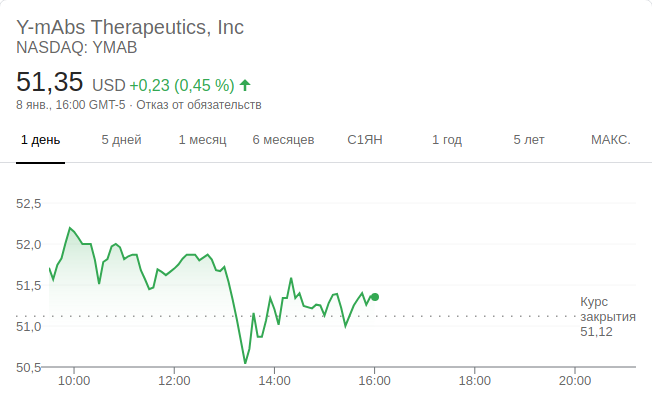 Y-mAbs Therapeutics, Inc
NASDAQ: YMAB
51,35 USD +0,23 (0,45 %)
8 янв., 16:00 GMT-5 · Отказ от обязательств
1 день 5 дней 1 месяц 6 месяцев С1ЯН 1 год 5 лет МАКС.
52,5
52,0
51,5
51,0
50,5
Курс
закрытия
51,12
10:00 12:00 14:00 16:00 18:00 20:00